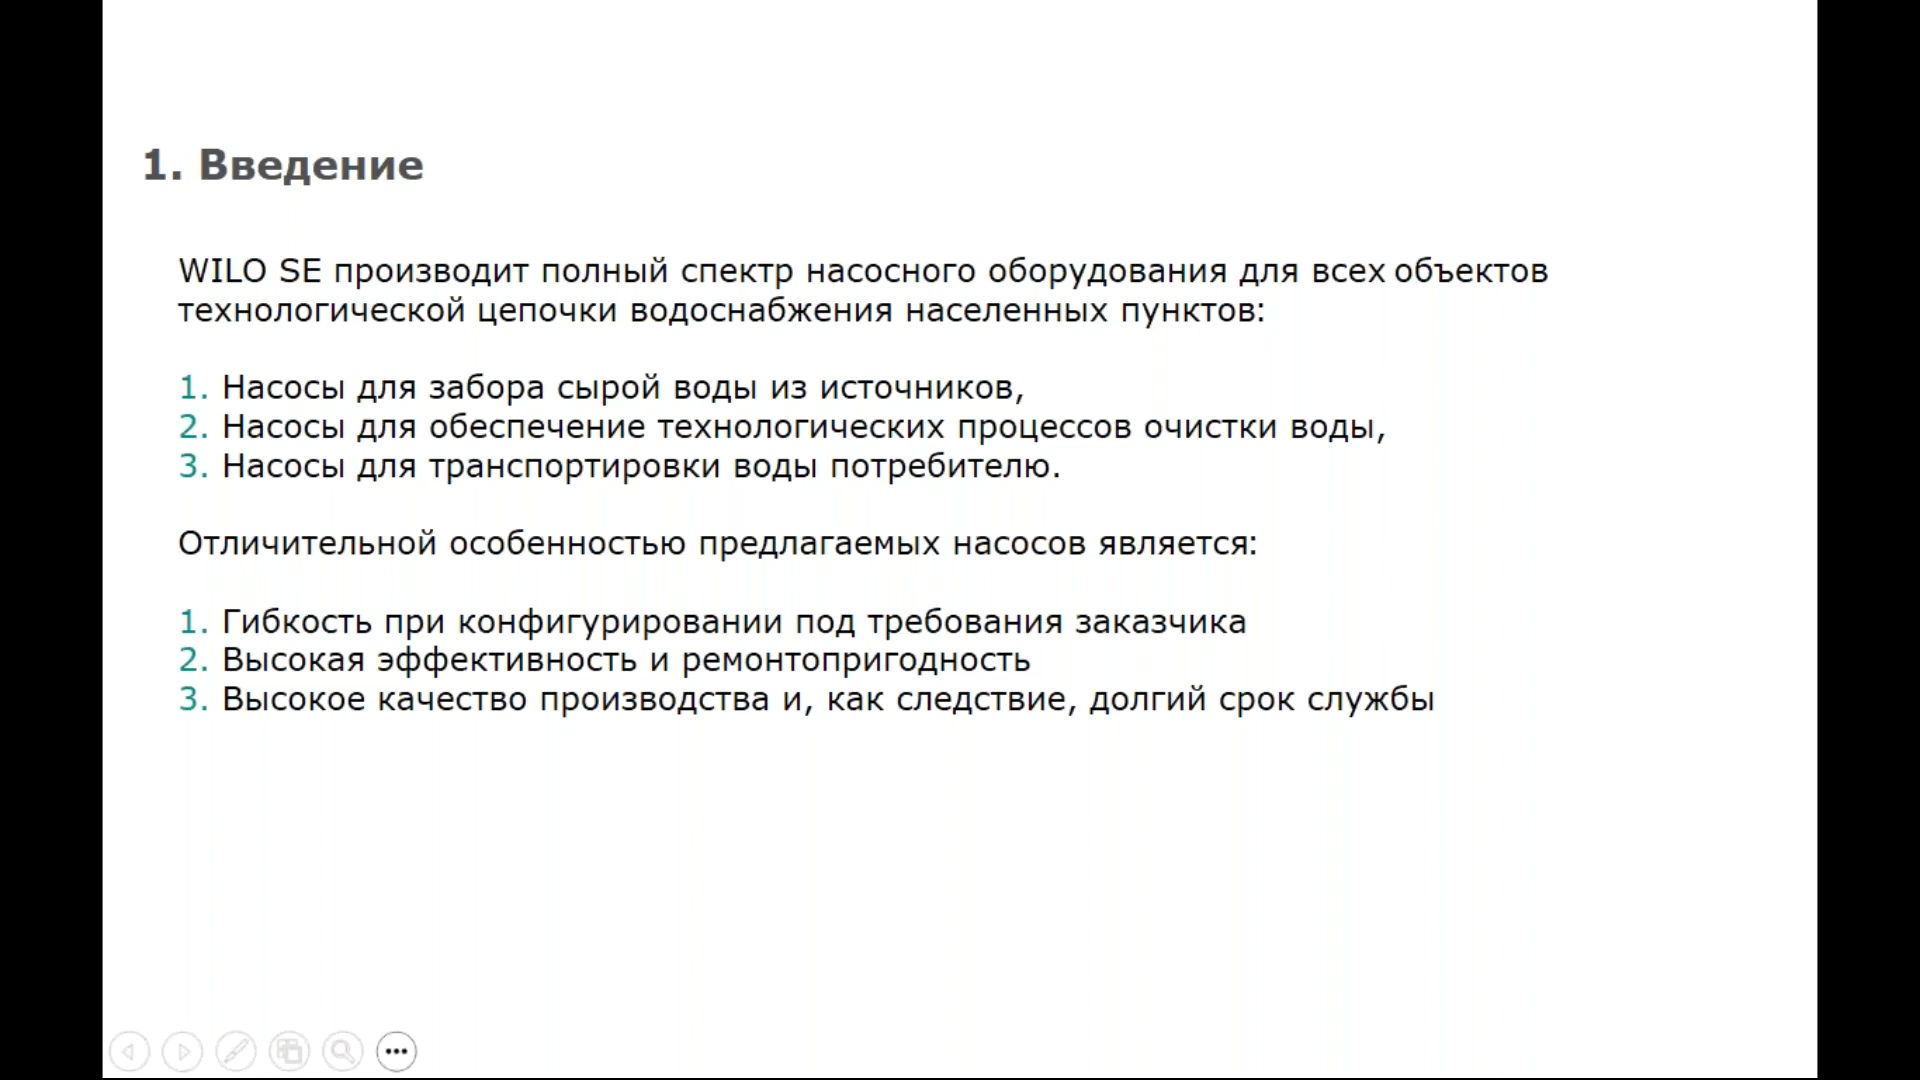 1. Введение
WILO SE производит полный спектр насосного оборудования для всех объектов
технологической цепочки водоснабжения населенных пунктов:
1. Насосы для забора сырой воды из источников,
2. Насосы для обеспечение технологических процессов очистки воды,
3. Насосы для транспортировки воды потребителю.
Отличительной особенностью предлагаемых насосов является:
1. Гибкость при конфигурировании под требования заказчика
2. Высокая эффективность и ремонтопригодность
3. Высокое качество производства и, как следствие, долгий срок службы